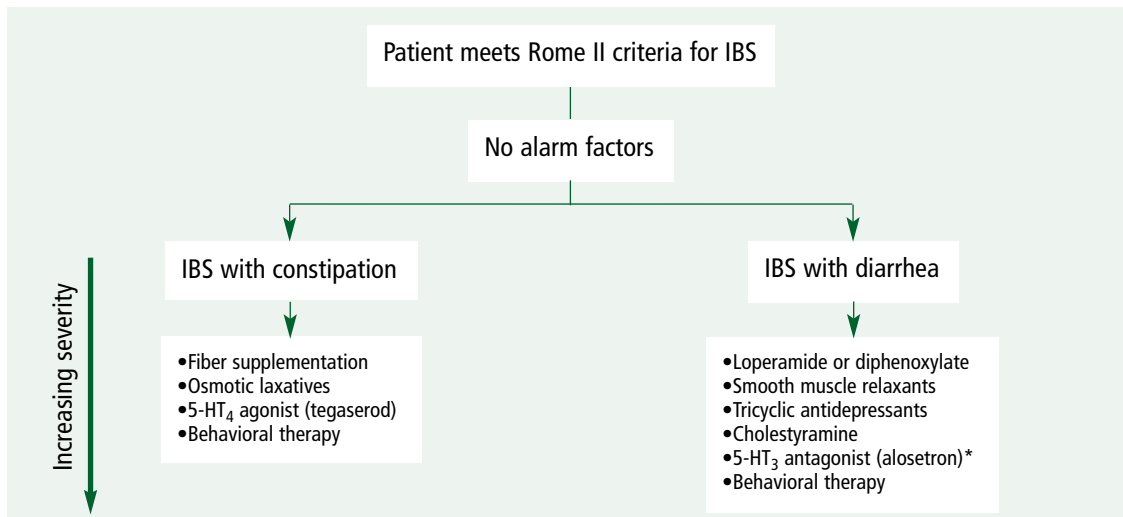 Patient meets Rome II criteria for IBS
No alarm factors
Increasing severity
IBS with constipation
•Fiber supplementation
•Osmotic laxatives
•5-HT₄ agonist (tegaserod)
•Behavioral therapy
IBS with diarrhea
•Loperamide or diphenoxylate
•Smooth muscle relaxants
•Tricyclic antidepressants
•Cholestyramine
•5-HT₃ antagonist (alosetron)*
•Behavioral therapy